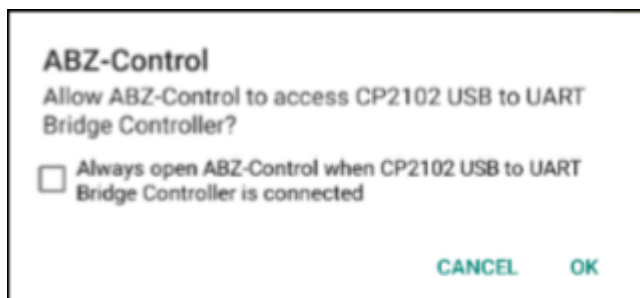 ABZ-Control
Allow ABZ-Control to access CP2102 USB to UART
Bridge Controller?
Always open ABZ-Control when CP2102 USB to UART
Bridge Controller is connected
CANCEL OK